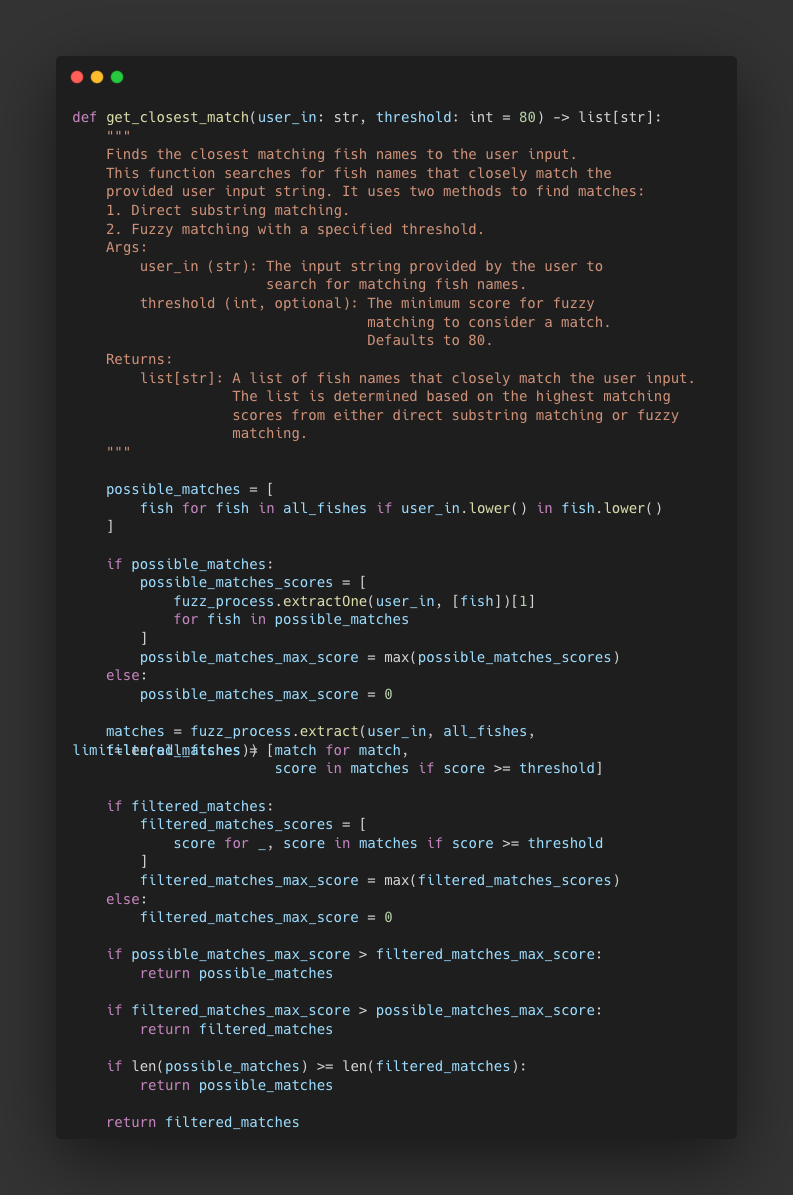 def get_closest_match(user_in: str, threshold: int = 80) -> list[str]:
    """
    Finds the closest matching fish names to the user input.
    This function searches for fish names that closely match the
    provided user input string. It uses two methods to find matches:
    1. Direct substring matching.
    2. Fuzzy matching with a specified threshold.
    Args:
        user_in (str): The input string provided by the user to
                       search for matching fish names.
        threshold (int, optional): The minimum score for fuzzy
                                   matching to consider a match.
                                   Defaults to 80.
    Returns:
        list[str]: A list of fish names that closely match the user input.
                   The list is determined based on the highest matching
                   scores from either direct substring matching or fuzzy
                   matching.
    """

    possible_matches = [
        fish for fish in all_fishes if user_in.lower() in fish.lower()
    ]

    if possible_matches:
        possible_matches_scores = [
            fuzz_process.extractOne(user_in, [fish])[1]
            for fish in possible_matches
        ]
        possible_matches_max_score = max(possible_matches_scores)
    else:
        possible_matches_max_score = 0

    matches = fuzz_process.extract(user_in, all_fishes,
limit=len(all_fishes))
    filtered_matches = [match for match,
                        score in matches if score >= threshold]

    if filtered_matches:
        filtered_matches_scores = [
            score for _, score in matches if score >= threshold
        ]
        filtered_matches_max_score = max(filtered_matches_scores)
    else:
        filtered_matches_max_score = 0

    if possible_matches_max_score > filtered_matches_max_score:
        return possible_matches

    if filtered_matches_max_score > possible_matches_max_score:
        return filtered_matches

    if len(possible_matches) >= len(filtered_matches):
        return possible_matches

    return filtered_matches